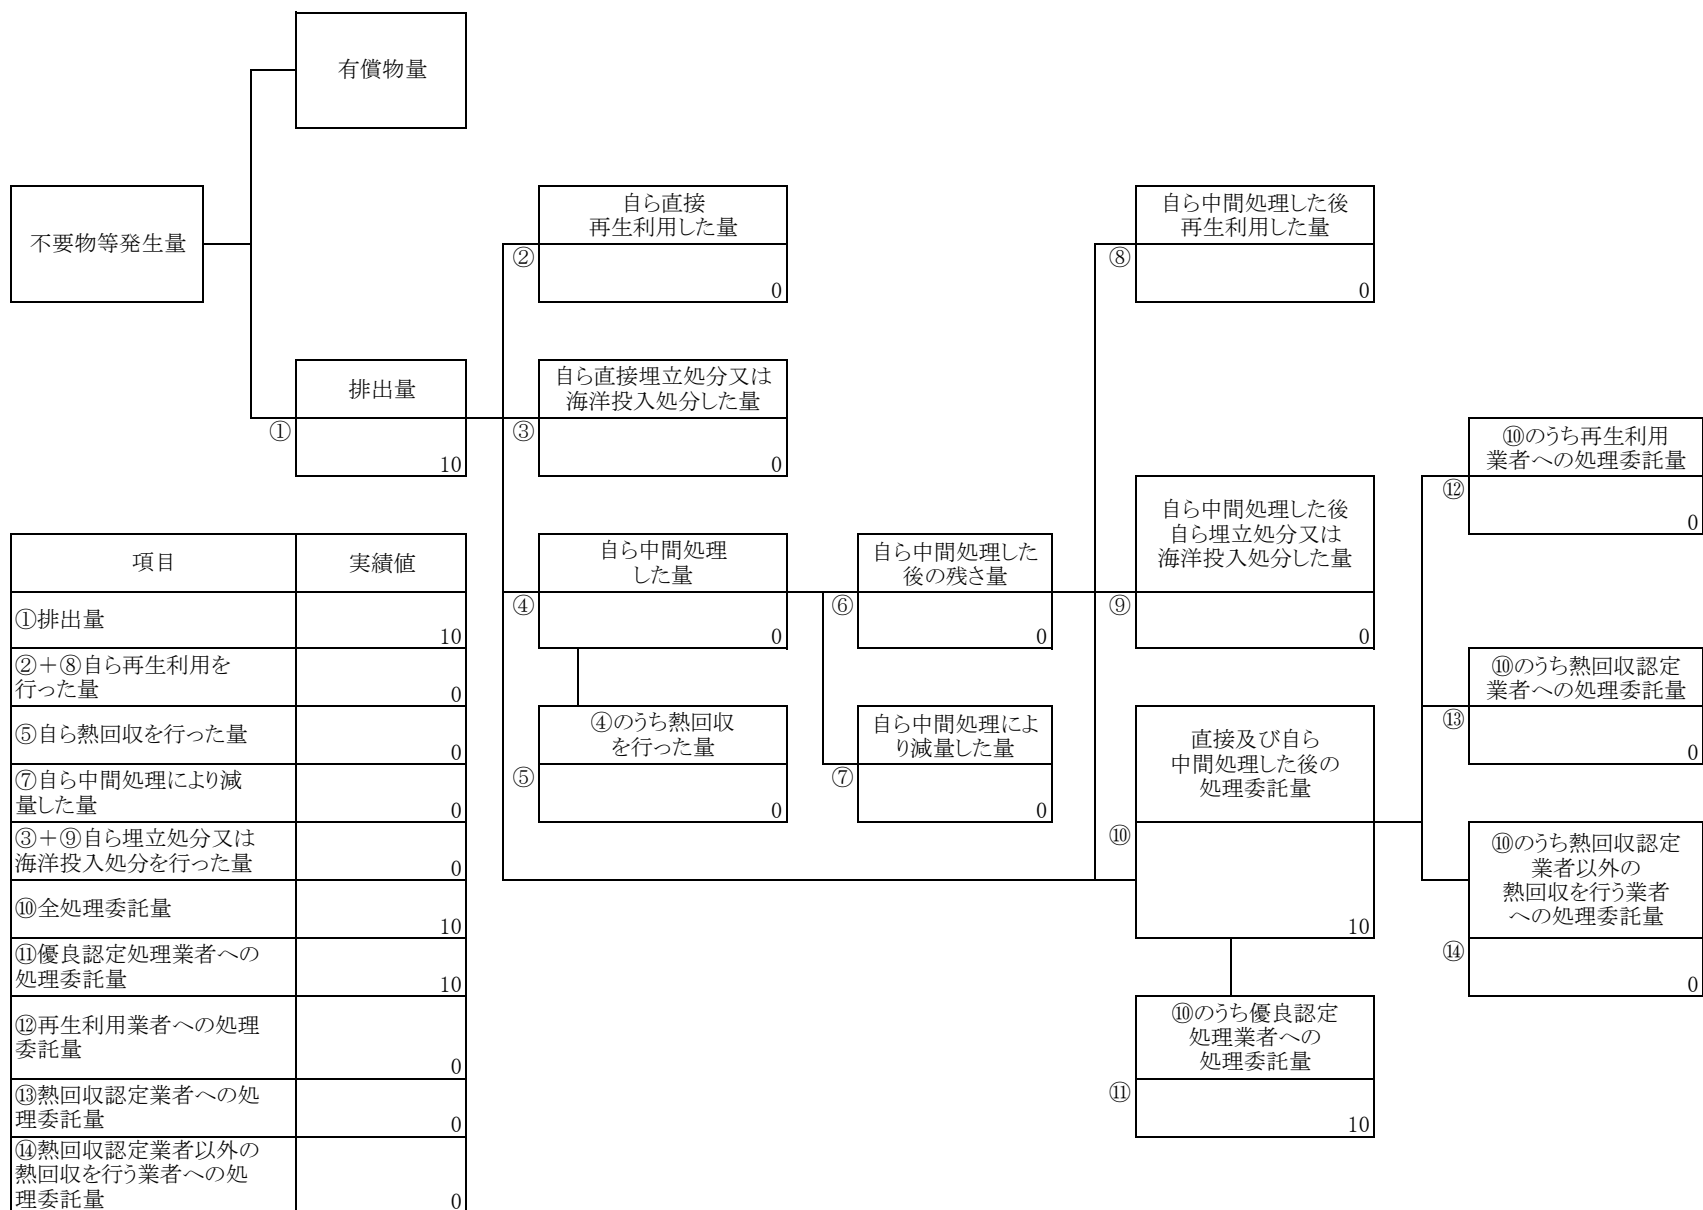 有償物量
不要物等発生量
自ら直接
再生利用した量
②
0
自ら中間処理した後
再生利用した量
⑧
0
排出量
①
10
自ら直接埋立処分又は
海洋投入処分した量
③
0
⑩のうち再生利用
業者への処理委託量
⑫
0
自ら中間処理
した量
④
0
自ら中間処理した
後の残さ量
⑥
0
自ら中間処理した後
自ら埋立処分又は
海洋投入処分した量
⑨
0
⑩のうち熱回収認定
業者への処理委託量
⑬
0
④のうち熱回収
を行った量
⑤
0
自ら中間処理によ
り減量した量
⑦
0
直接及び自ら
中間処理した後の
処理委託量
⑩
10
⑩のうち熱回収認定
業者以外の
熱回収を行う業者
への処理委託量
⑭
0
⑩のうち優良認定
処理業者への
処理委託量
⑪
10
項目 実績値
①排出量
10
②+⑧自ら再生利用を
行った量
0
⑤自ら熱回収を行った量
0
⑦自ら中間処理により減
量した量
0
③+⑨自ら埋立処分又は
海洋投入処分を行った量
0
⑩全処理委託量
10
⑪優良認定処理業者への
処理委託量
10
⑫再生利用業者への処理
委託量
0
⑬熱回収認定業者への処
理委託量
0
⑭熱回収認定業者以外の
熱回収を行う業者への処
理委託量
0